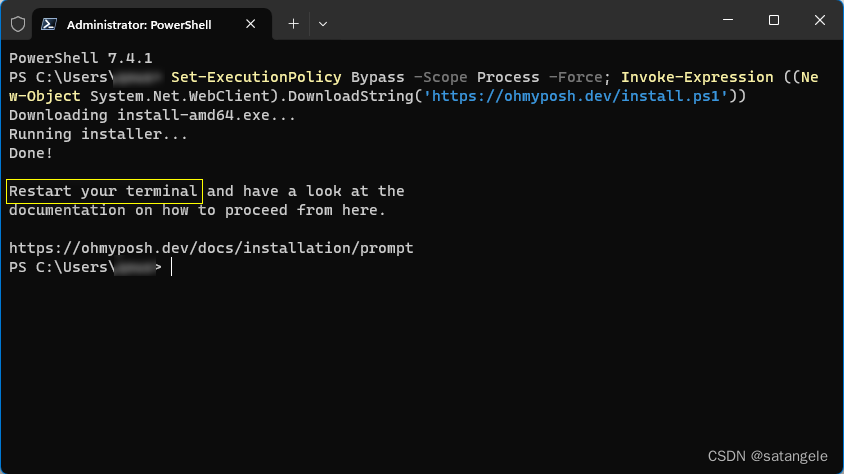 Administrator: PowerShell
PowerShell 7.4.1
PS C:\Users\ Set-ExecutionPolicy Bypass -Scope Process -Force; Invoke-Expression ((Ne
w-Object System.Net.WebClient).DownloadString('https://ohmyposh.dev/install.ps1'))
Downloading install-amd64.exe...
Running installer...
Done!
Restart your terminal and have a look at the
documentation on how to proceed from here.
https://ohmyposh.dev/docs/installation/prompt
PS C:\Users\>
CSDN @satangele